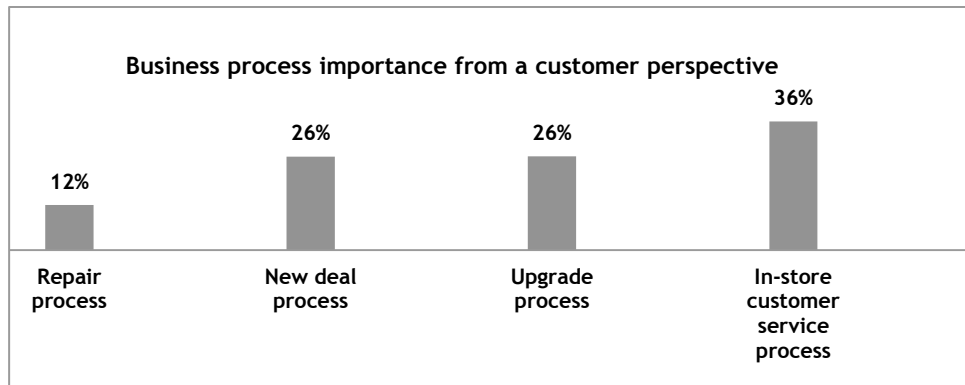 Business process importance from a customer perspective
36%
26%
26%
12%
Repair
process
New deal
process
Upgrade
process
In-store
customer
service
process